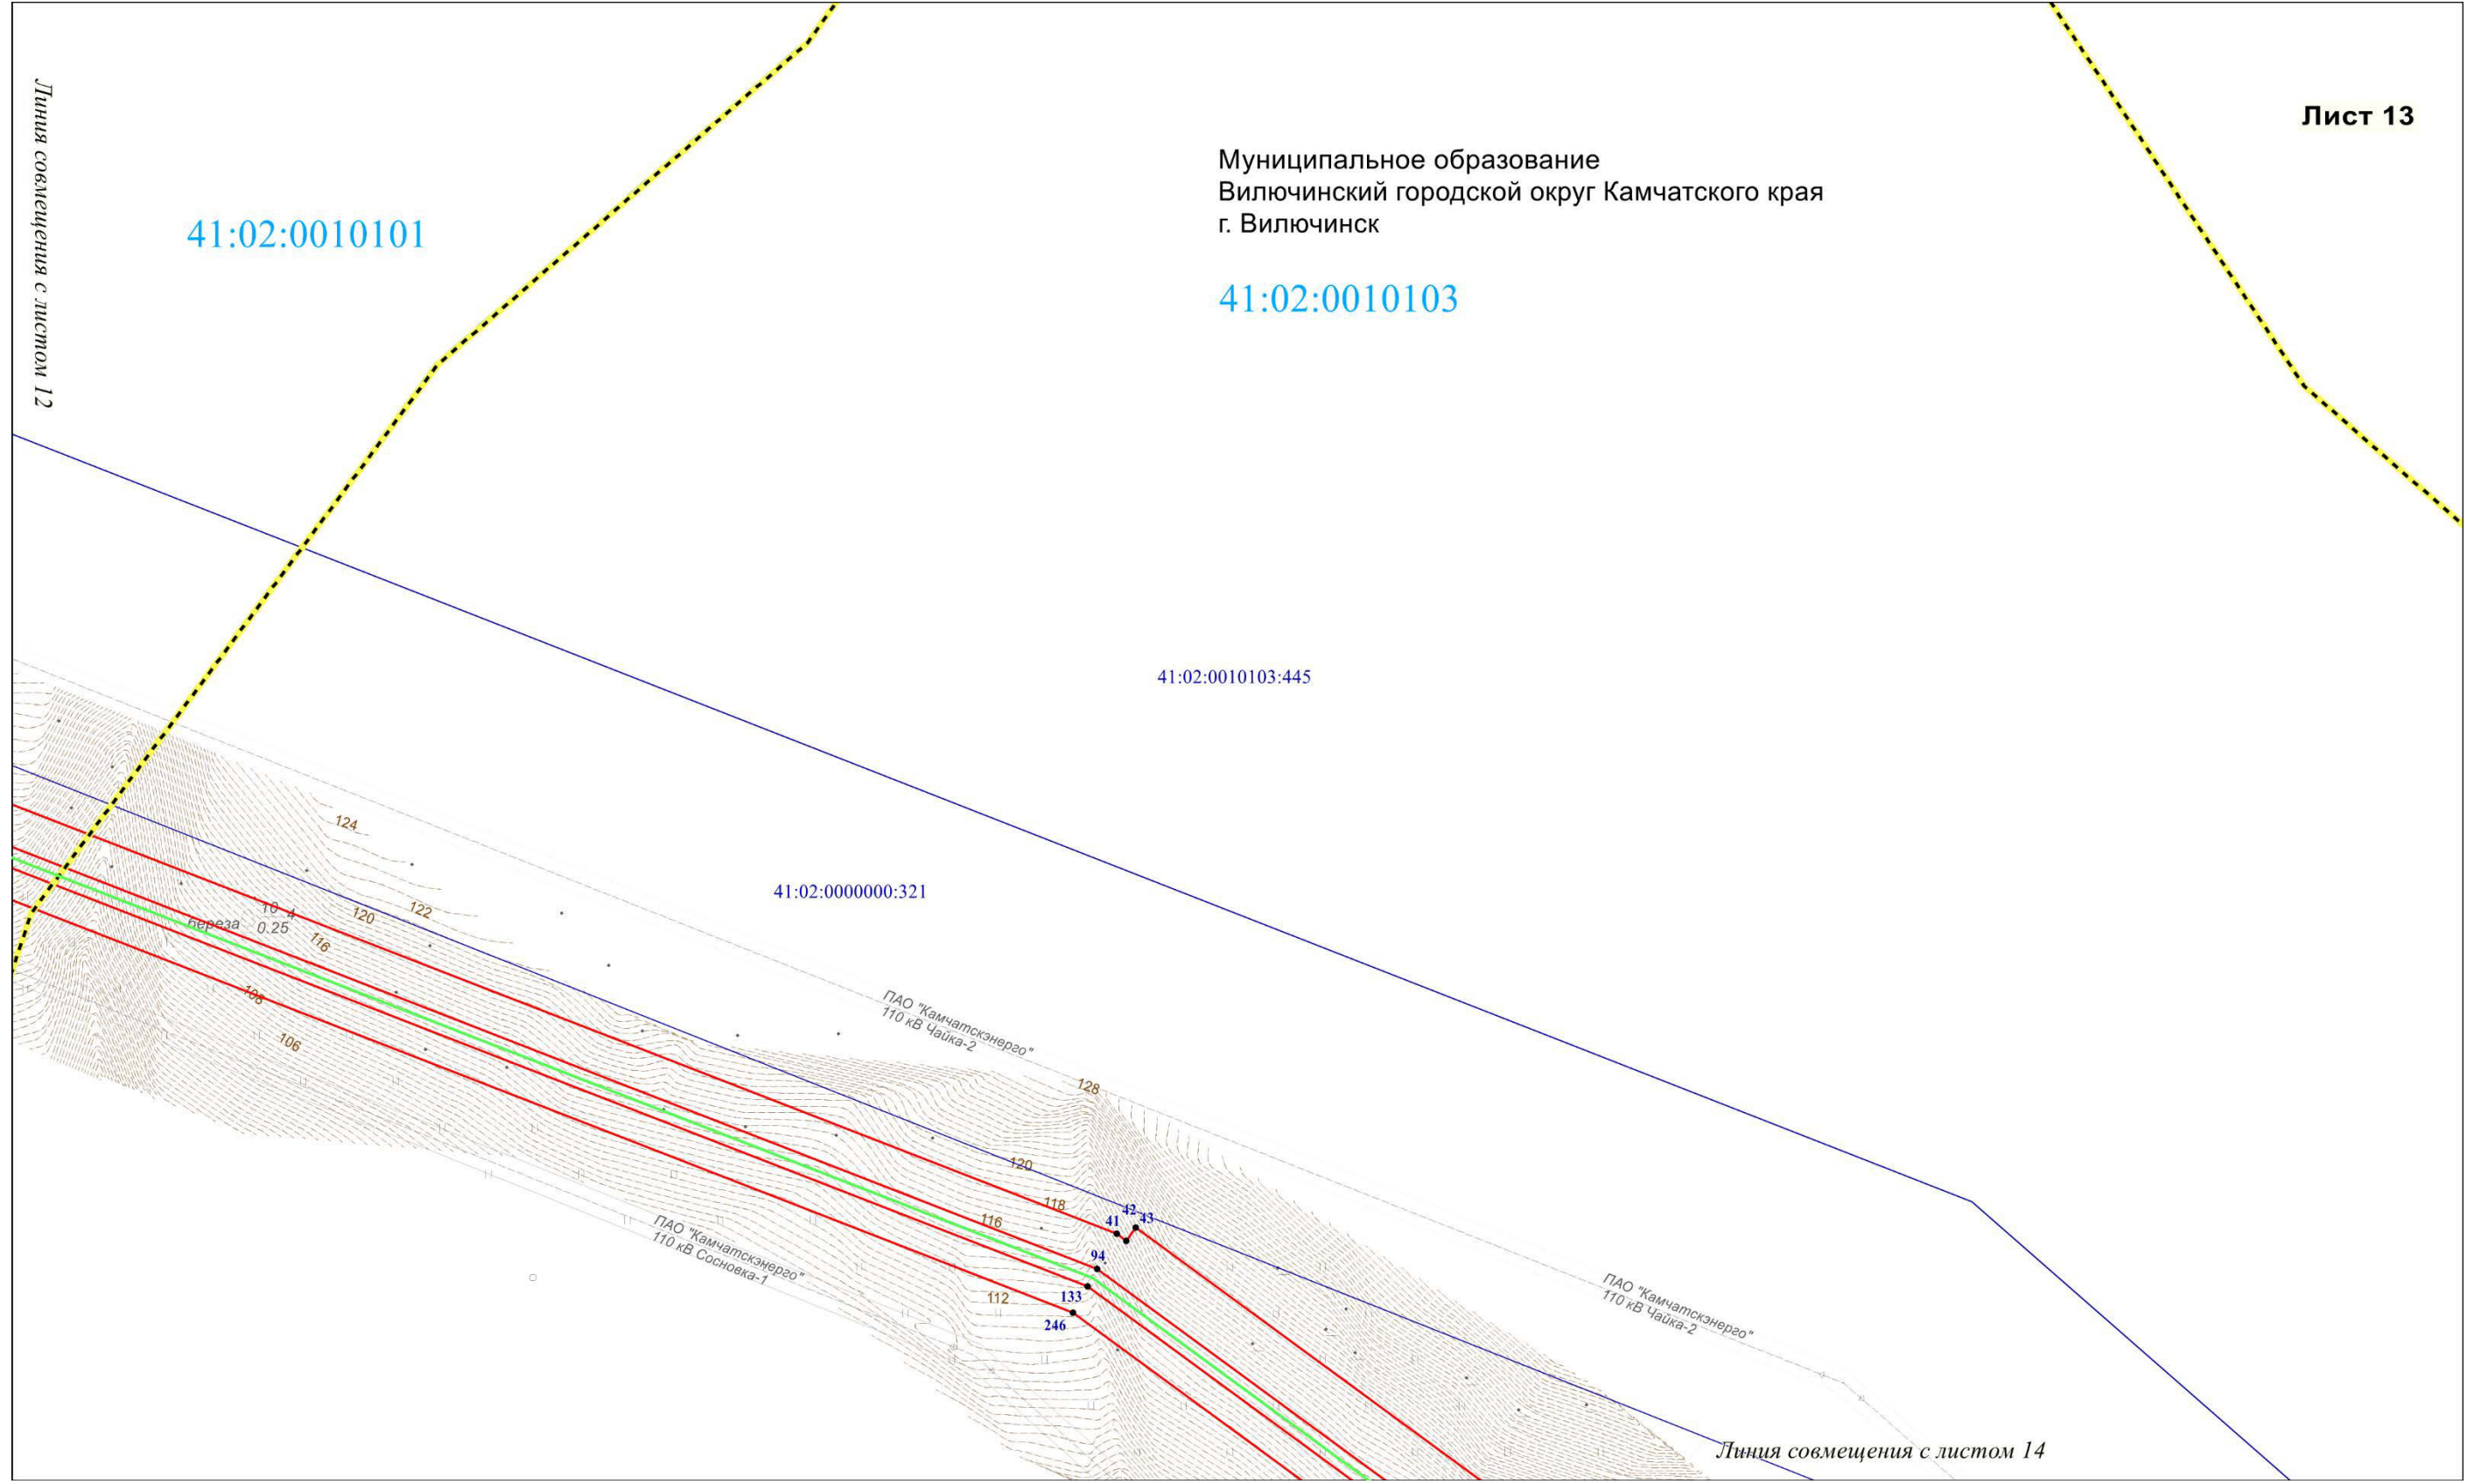 Линия совмещения с листом 12
Лист 13
Муниципальное образование
Вилючинский городской округ Камчатского края
г. Вилючинск
41:02:0010101
41:02:0010103
41:02:0010103:445
41:02:0000000:321
124
122
120
116
береза
10
4
0.25
108
106
ПАО "Камчатскэнерго"
110 кВ Чайка-2
128
120
118
116
42
41
43
94
133
112
246
ПАО "Камчатскэнерго"
110 кВ Сосновка-1
ПАО "Камчатскэнерго"
110 кВ Чайка-2
Линия совмещения с листом 14